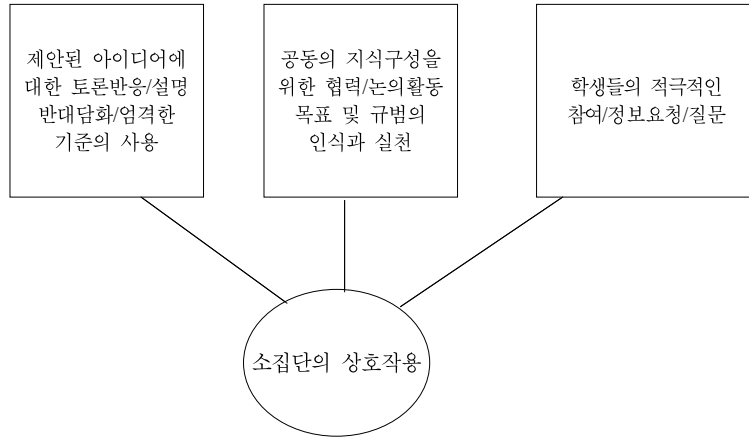 제안된 아이디어에
대한 토론반응/설명
반대담화/엄격한
기준의 사용
공동의 지식구성을
위한 협력/논의활동
목표 및 규범의
인식과 실천
학생들의 적극적인
참여/정보요청/질문
소집단의 상호작용